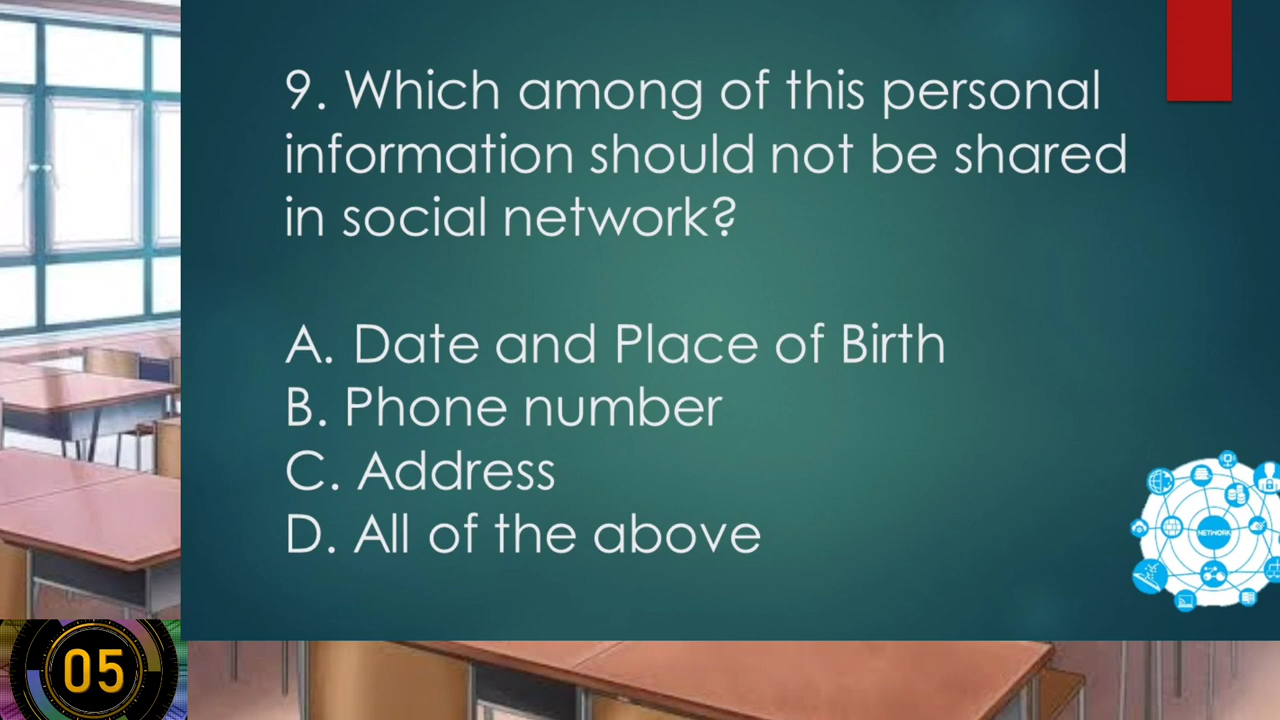 9. Which among of this personal
information should not be shared
in social network?
A. Date and Place of Birth
B. Phone number
C. Address
D. All of the above
NETWORK
05